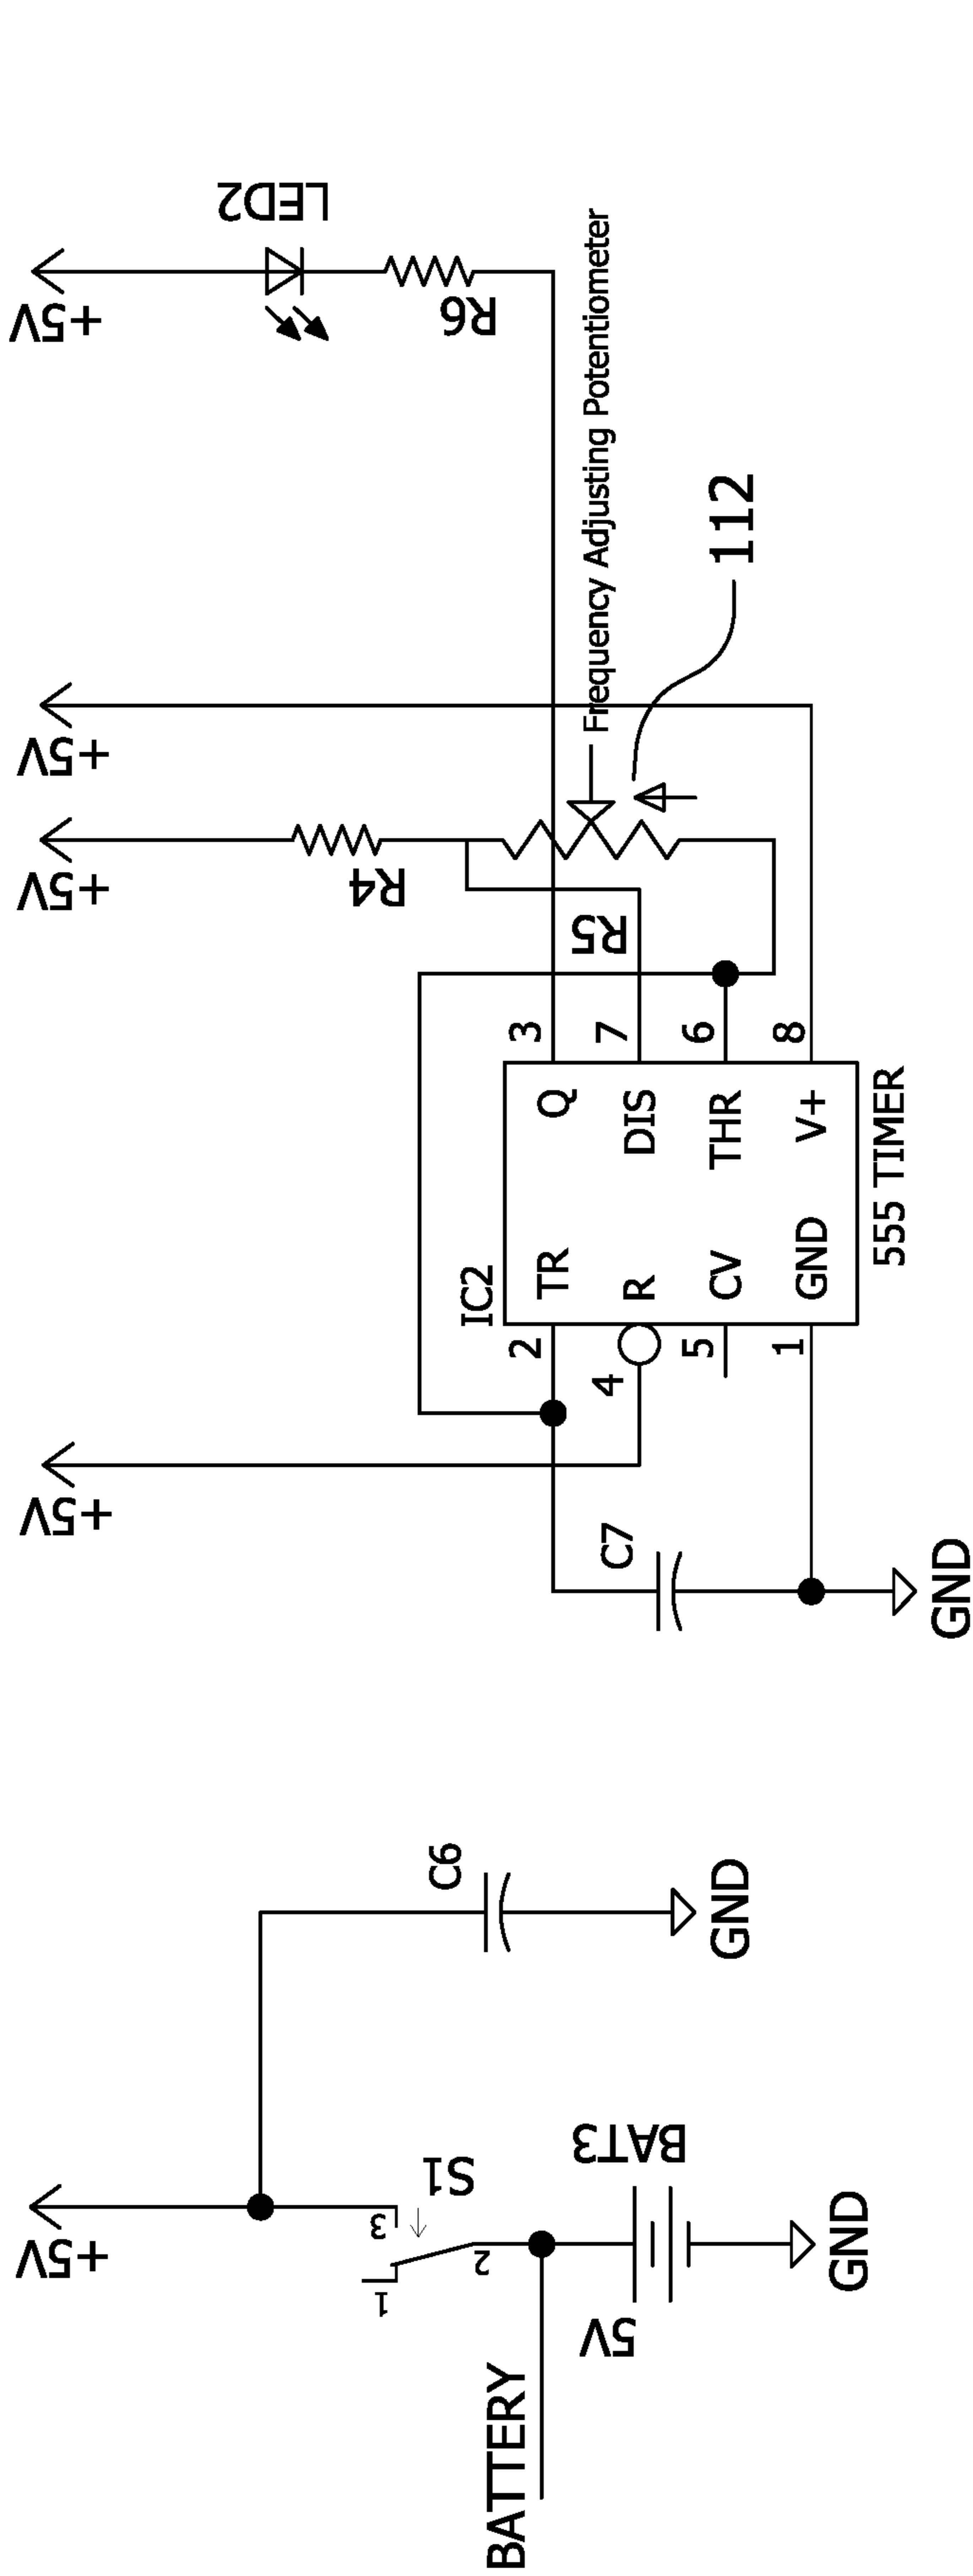 +5V
LED2
R6
Frequency Adjusting Potentiometer
112
+5V
+5V
R4
R5
3
7
6
8
Q
DIS
THR
V+
IC2
TR
R
CV
GND
555 TIMER
2
4
5
1
+5V
C7
GND
C6
GND
+5V
S1
3
2
1
BAT3
5V
GND
BATTERY